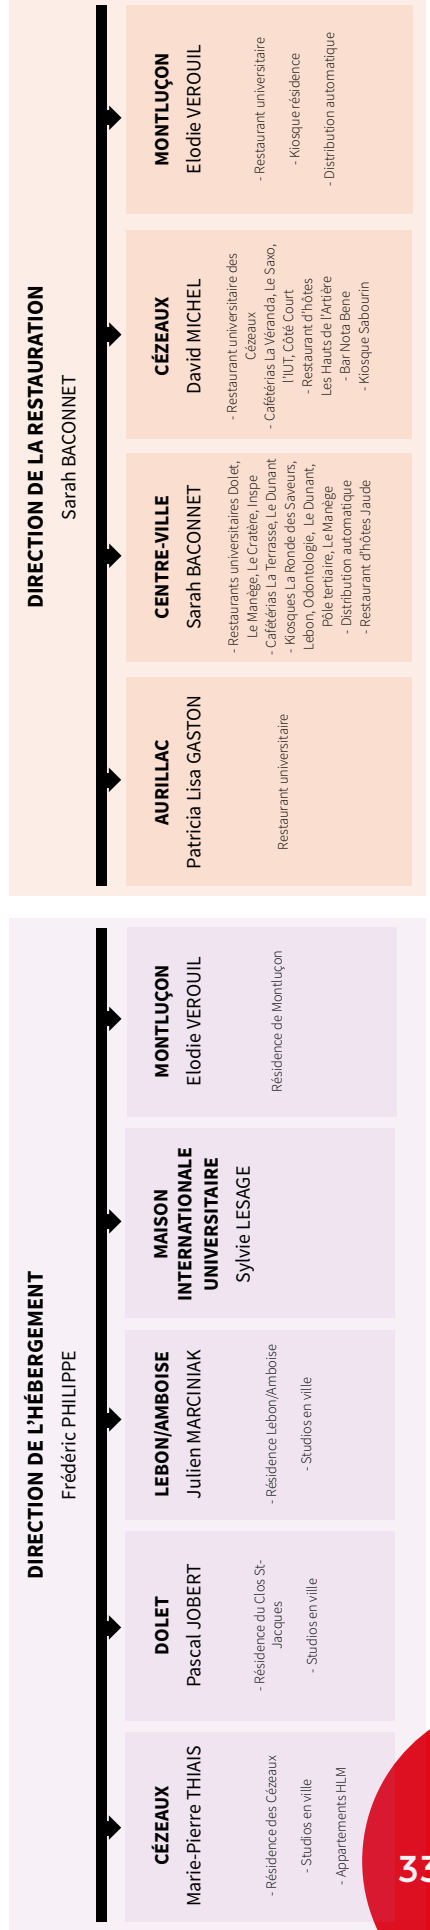 DIRECTION DE L'HÉBERGEMENT
Frédéric PHILIPPE
CÉZEAUX
Marie-Pierre THIAIS
- Résidence des Cézeaux
- Studios en ville
- Appartements HLM
DOLET
Pascal JOBERT
- Résidence du Clos St-
Jacques
- Studios en ville
LEBON/AMBOISE
Julien MARCINIAK
- Résidence Lebon/Amboise
- Studios en ville
MAISON
INTERNATIONALE
UNIVERSITAIRE
Sylvie LESAGE
MONTLUÇON
Elodie VEROUIL
Résidence de Montluçon
DIRECTION DE LA RESTAURATION
Sarah BACONNET
AURILLAC
Patricia Lisa GASTON
Restaurant universitaire
CENTRE-VILLE
Sarah BACONNET
- Restaurants universitaires Dolet,
Le Manège, Le Cratère, Inspe
- Cafétérias La Terrasse, Le Dunant
- Kiosques La Ronde des Saveurs,
Lebon, Odontologie, Le Dunant,
Pôle tertiaire, Le Manège
- Distribution automatique
- Restaurant d'hôtes Jaude
CÉZEAUX
David MICHEL
- Restaurant universitaire des
Cézeaux
- Cafétérias La Véranda, Le Saxo,
l'IUT, Côté Court
- Restaurant d'hôtes
Les Hauts de l'Artière
- Bar Nota Bene
- Kiosque Sabourin
MONTLUÇON
Elodie VEROUIL
- Restaurant universitaire
- Kiosque résidence
- Distribution automatique
33